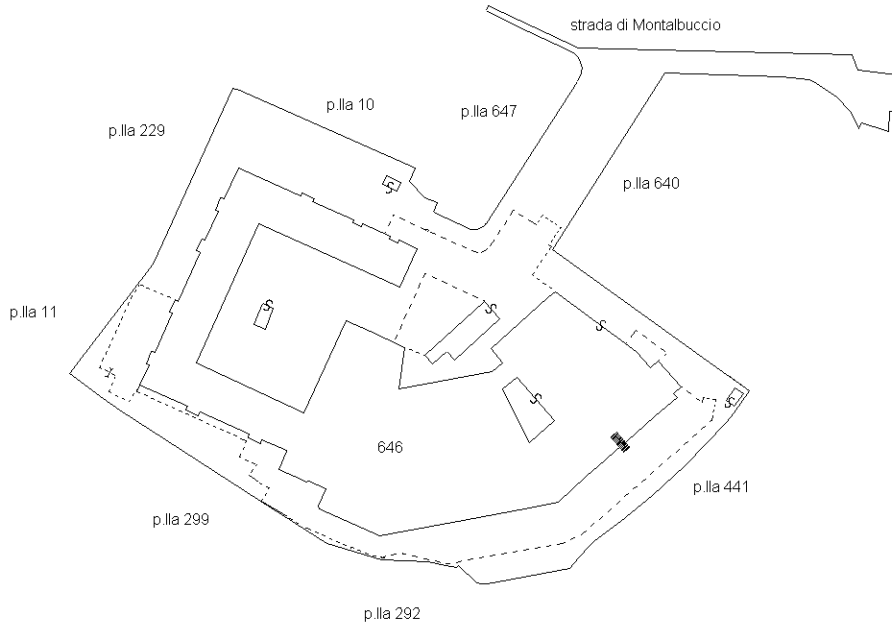 strada di Montalbuccio
p.lla 10
p.lla 647
p.lla 229
p.lla 640
p.lla 11
646
p.lla 441
p.lla 299
p.lla 292